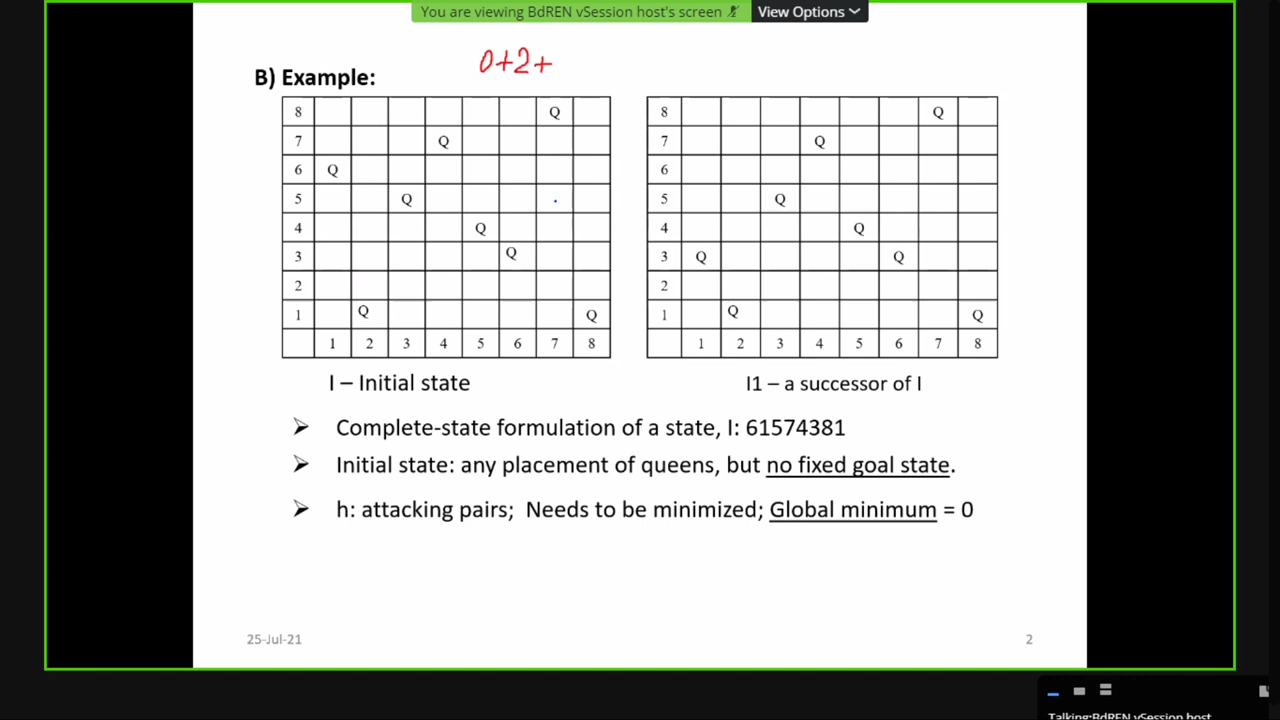 You are viewing BdREN vSession host's screen View Options
0+2+
B) Example:
8 Q
7 Q
6 Q
5 Q
4 Q
3 Q
2
1 Q Q
1 2 3 4 5 6 7 8
8 Q
7 Q
6
5 Q
4 Q
3 Q Q
2
1 Q Q
1 2 3 4 5 6 7 8
I – Initial state
I1 – a successor of I
➢ Complete-state formulation of a state, I: 61574381
➢ Initial state: any placement of queens, but no fixed goal state.
➢ h: attacking pairs; Needs to be minimized; Global minimum = 0
25-Jul-21
2
Talking:BdREN vSession host